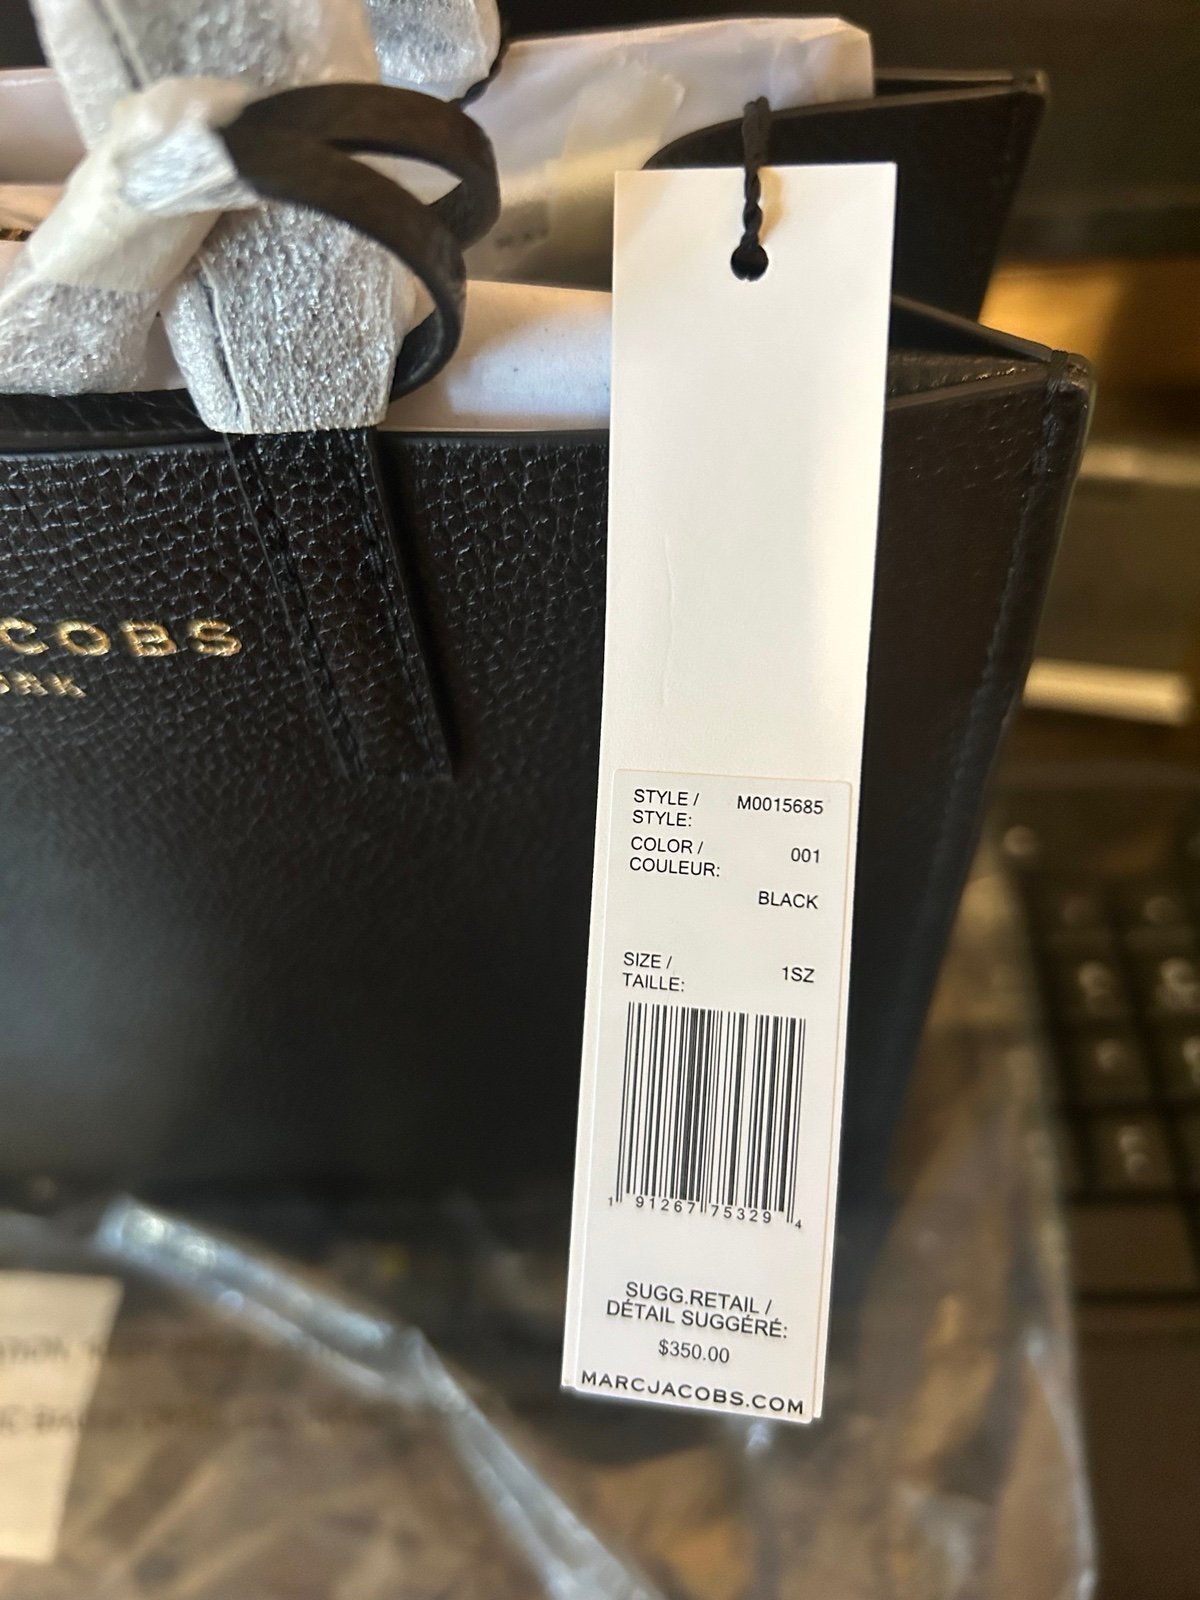 COBS
STYLE / M0015685
STYLE:
COLOR / 001
COULEUR:
BLACK
SIZE / 1SZ
TAILLE:
1 91267 75329 4
SUGG.RETAIL /
DÉTAIL SUGGÉRÉ:
$350.00
MARCJACOBS.COM